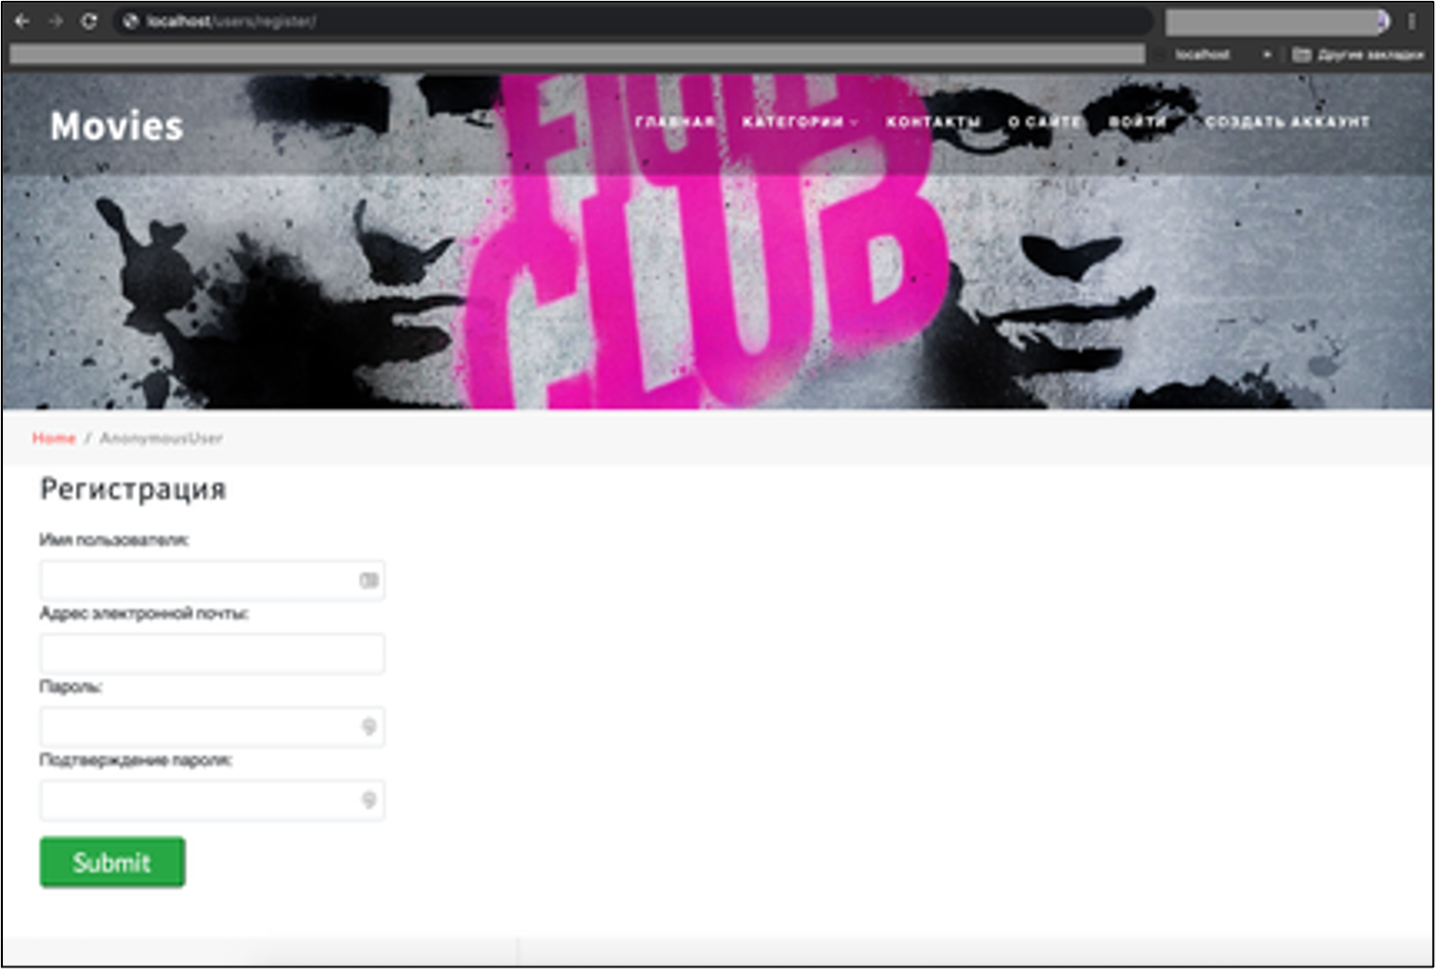 localhost/users/register/
localhost » Другие закладки
Movies
ГЛАВНАЯ КАТЕГОРИИ КОНТАКТЫ О САЙТЕ ВОЙТИ СОЗДАТЬ АККАУНТ
CLUB
Home / AnonymousUser
Регистрация
Имя пользователя:
Адрес электронной почты:
Пароль:
Подтверждение пароля:
Submit